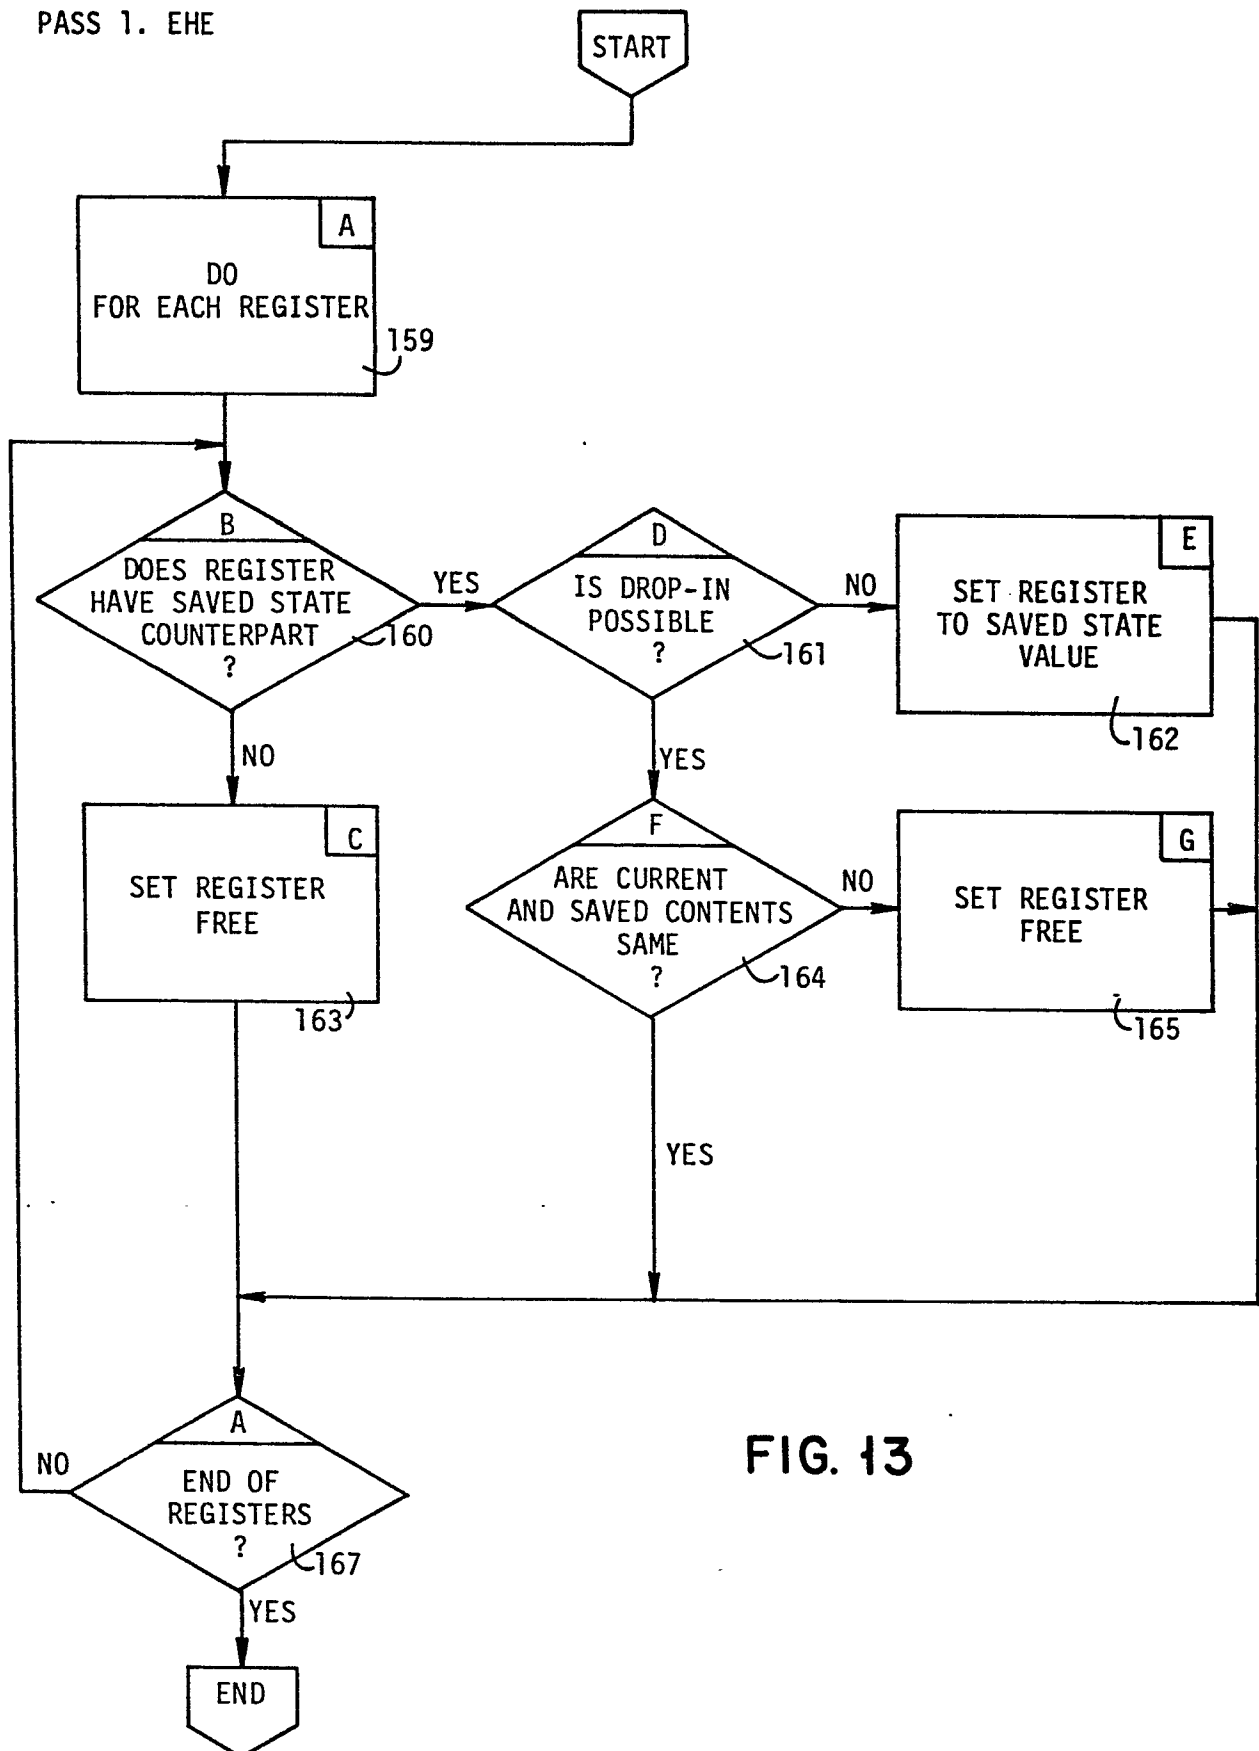 PASS 1. EHE
START
A
DO
FOR EACH REGISTER
159
B
DOES REGISTER
HAVE SAVED STATE
COUNTERPART
?
160
YES
D
IS DROP-IN
POSSIBLE
?
161
NO
E
SET REGISTER
TO SAVED STATE
VALUE
162
NO
YES
C
SET REGISTER
FREE
163
F
ARE CURRENT
AND SAVED CONTENTS
SAME
?
164
NO
G
SET REGISTER
FREE
165
YES
A
END OF
REGISTERS
?
167
NO
YES
END
FIG. 13